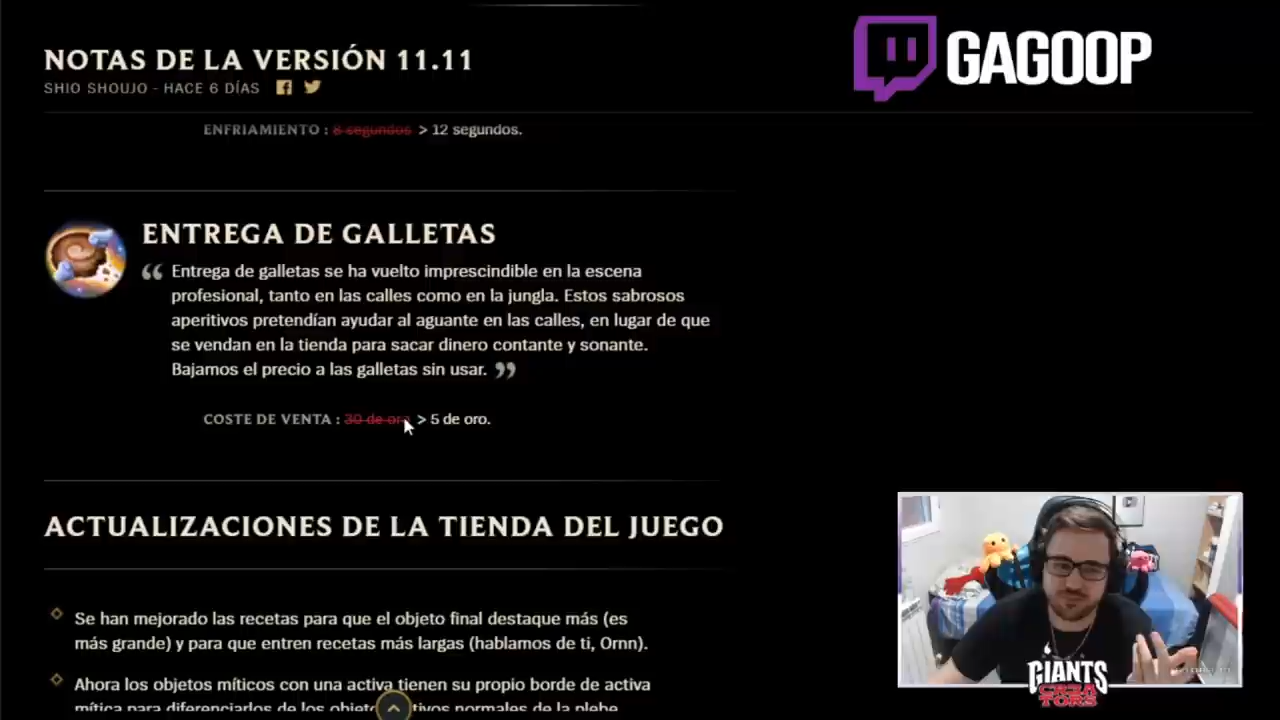 NOTAS DE LA VERSIÓN 11.11
SHIO SHOUJO - HACE 6 DÍAS
GAGOOP
ENFRIAMIENTO : 8 segundos > 12 segundos.
ENTREGA DE GALLETAS
“ Entrega de galletas se ha vuelto imprescindible en la escena
profesional, tanto en las calles como en la jungla. Estos sabrosos
aperitivos pretendían ayudar al aguante en las calles, en lugar de que
se vendan en la tienda para sacar dinero contante y sonante.
Bajamos el precio a las galletas sin usar. ”
COSTE DE VENTA : 30 de oro > 5 de oro.
ACTUALIZACIONES DE LA TIENDA DEL JUEGO
Se han mejorado las recetas para que el objeto final destaque más (es
más grande) y para que entren recetas más largas (hablamos de ti, Ornn).
Ahora los objetos míticos con una activa tienen su propio borde de activa
mítica para diferenciarlos de los normales de la plebe
GIANTS
CREATORS